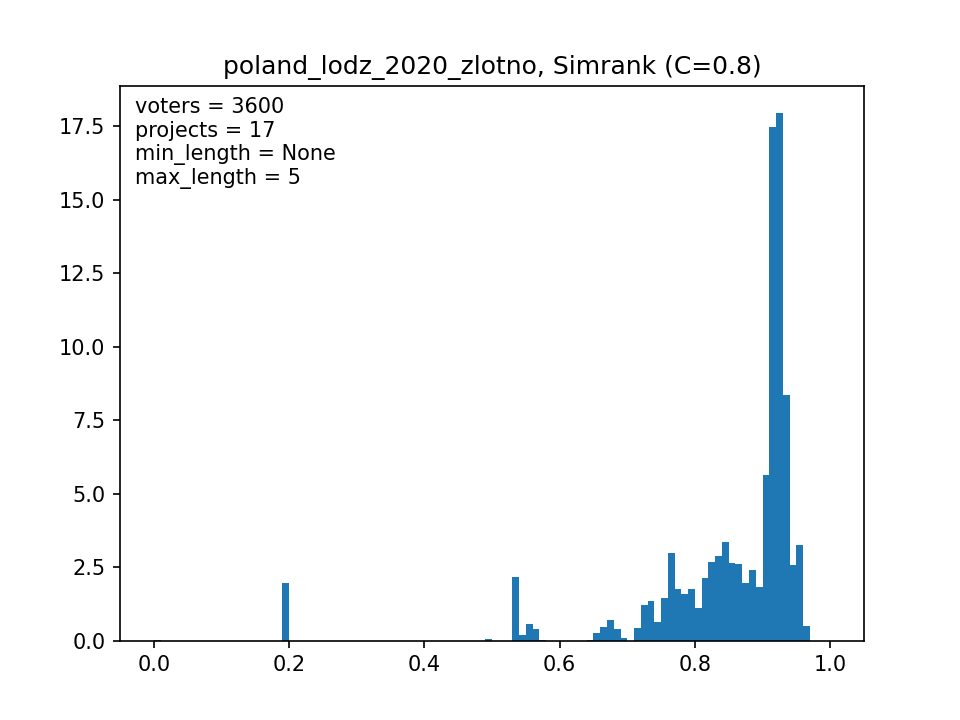 poland_lodz_2020_zlotno, Simrank (C=0.8)
voters = 3600
projects = 17
min_length = None
max_length = 5
17.5
15.0
12.5
10.0
7.5
5.0
2.5
0.0
0.0 0.2 0.4 0.6 0.8 1.0